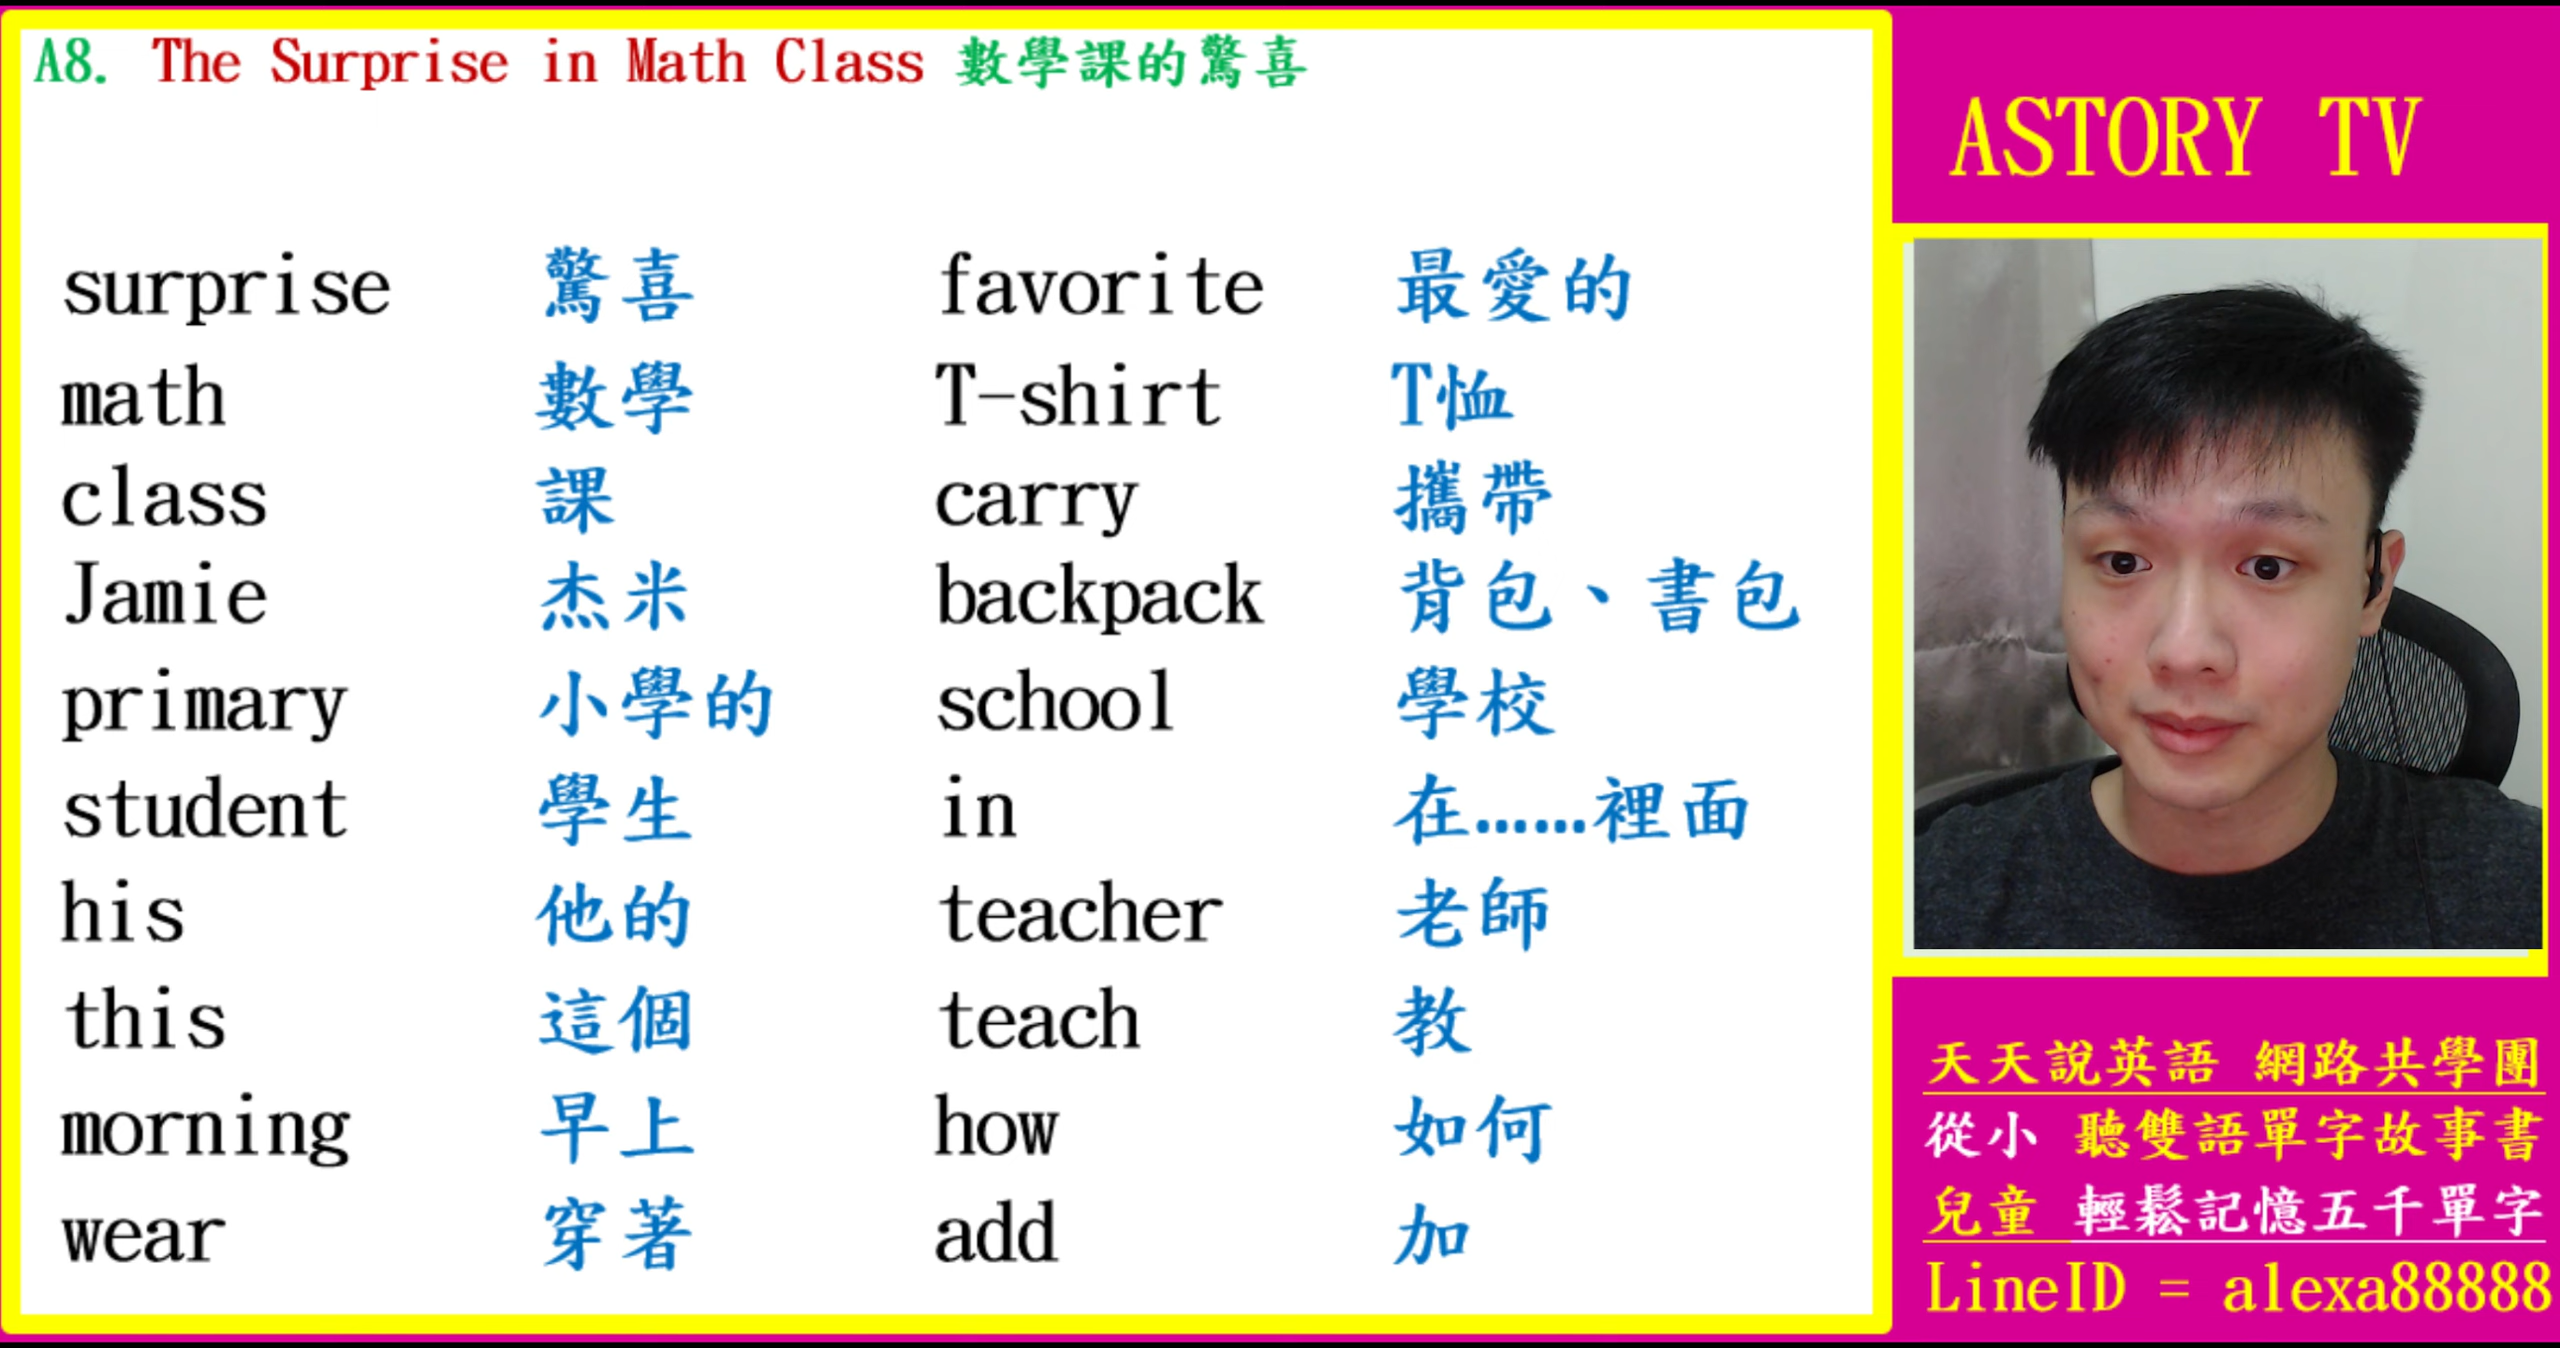 A8. The Surprise in Math Class 數學課的驚喜
surprise 驚喜 favorite 最愛的
math 數學 T-shirt T恤
class 課 carry 攜帶
Jamie 杰米 backpack 背包、書包
primary 小學的 school 學校
student 學生 in 在......裡面
his 他的 teacher 老師
this 這個 teach 教
morning 早上 how 如何
wear 穿著 add 加
ASTORY TV
天天說英語 網路共學團
從小 聽雙語單字故事書
兒童 輕鬆記憶五千單字
LineID = alexa88888